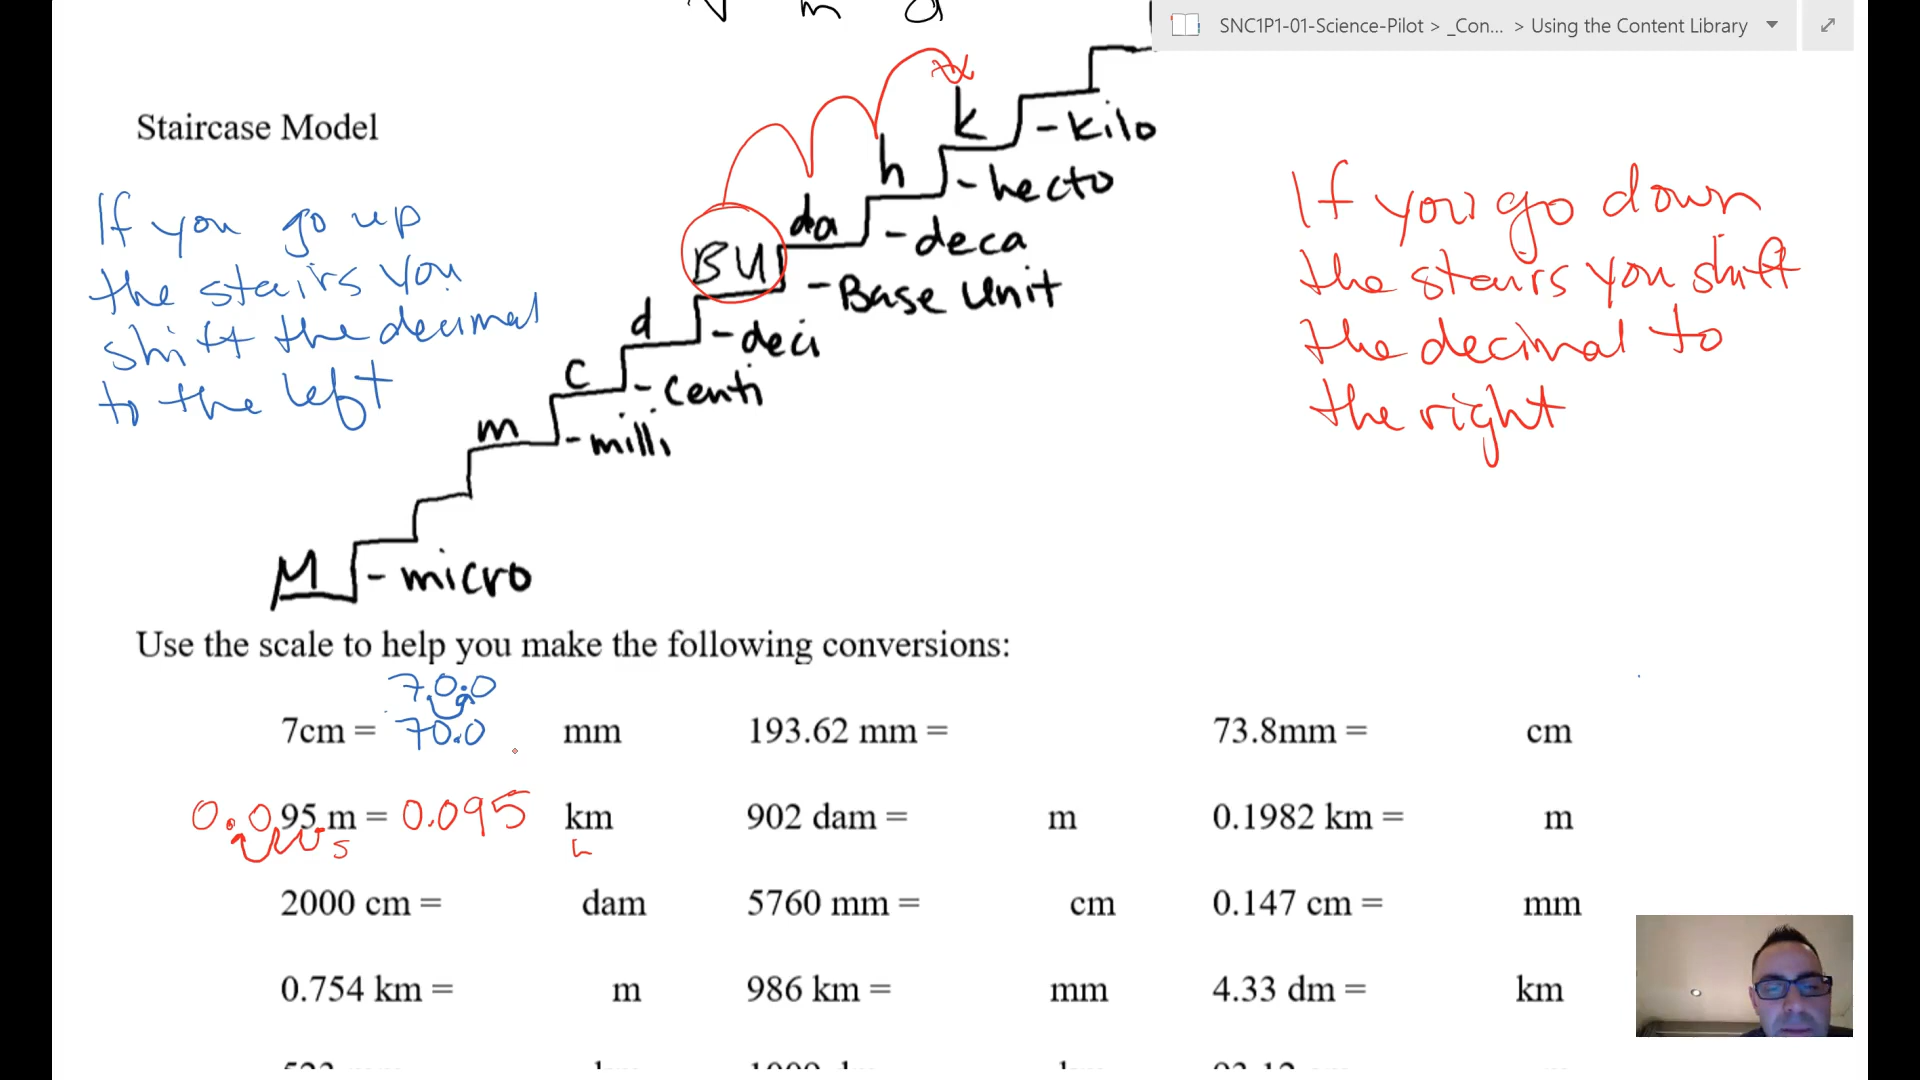 SNC1P1-01-Science-Pilot > _Con... > Using the Content Library
Staircase Model
If you go up
the stairs you
shift the decimal
to the left
k
- kilo
h
- hecto
da
- deca
BU
- Base Unit
d
- deci
c
- centi
m
- milli
M
- micro
If you go down
the stairs you shift
the decimal to
the right
Use the scale to help you make the following conversions:
7.0.0
7cm = 70.0 mm
193.62 mm =
73.8mm = cm
0.095 m = 0.095 km
902 dam = m
0.1982 km = m
2000 cm = dam
5760 mm = cm
0.147 cm = mm
0.754 km = m
986 km = mm
4.33 dm = km